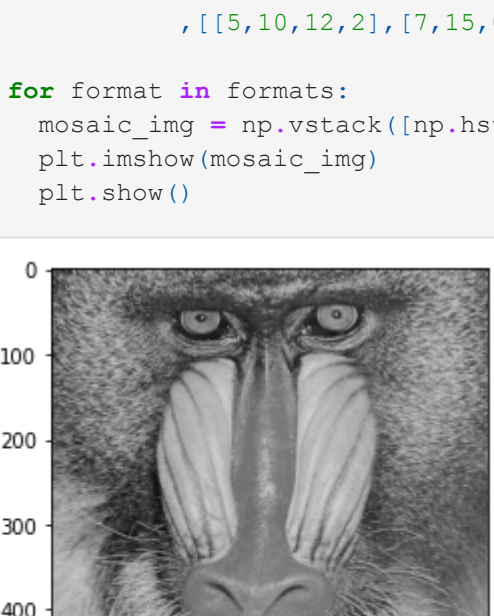 ,[[5,10,12,2],[7,15,
for format in formats:
mosaic_img = np.vstack([np.hs
plt.imshow(mosaic_img)
plt.show()
0
100
200
300
400